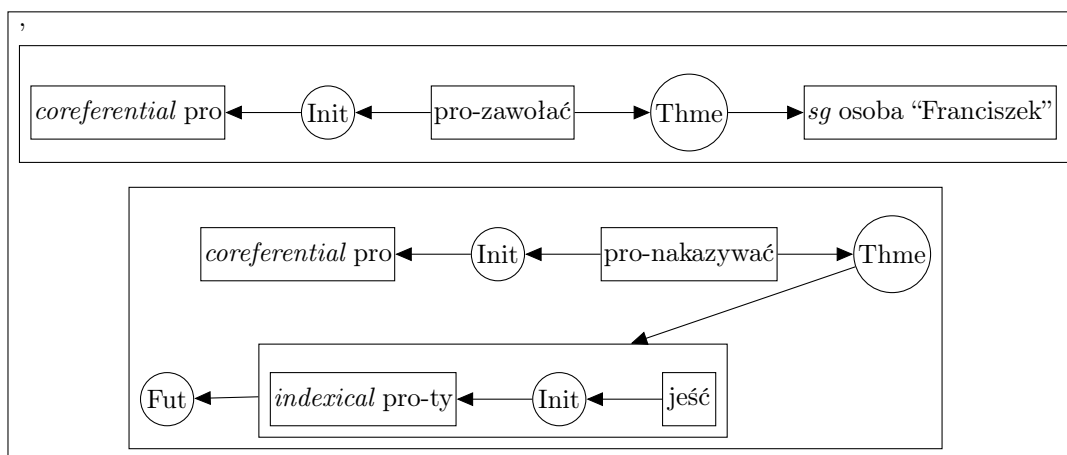 ,
coreferential pro Init pro-zawołać Thme sg osoba “Franciszek”
coreferential pro Init pro-nakazywać Thme
Fut indexical pro-ty Init jeść